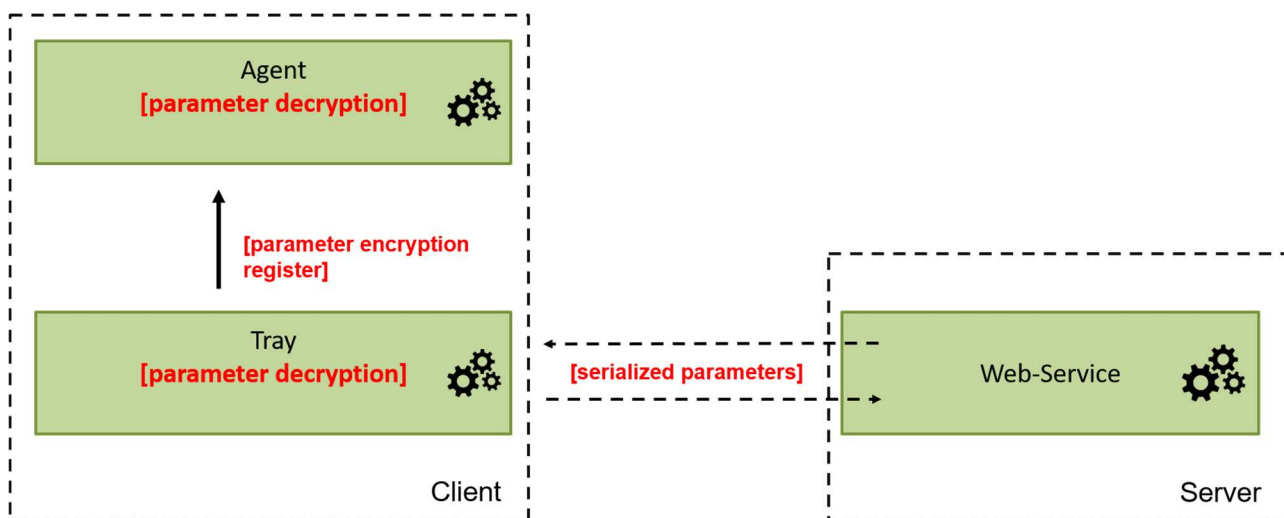 Agent
[parameter decryption]
[parameter encryption
register]
Tray
[parameter decryption]
[serialized parameters]
Web-Service
Client
Server